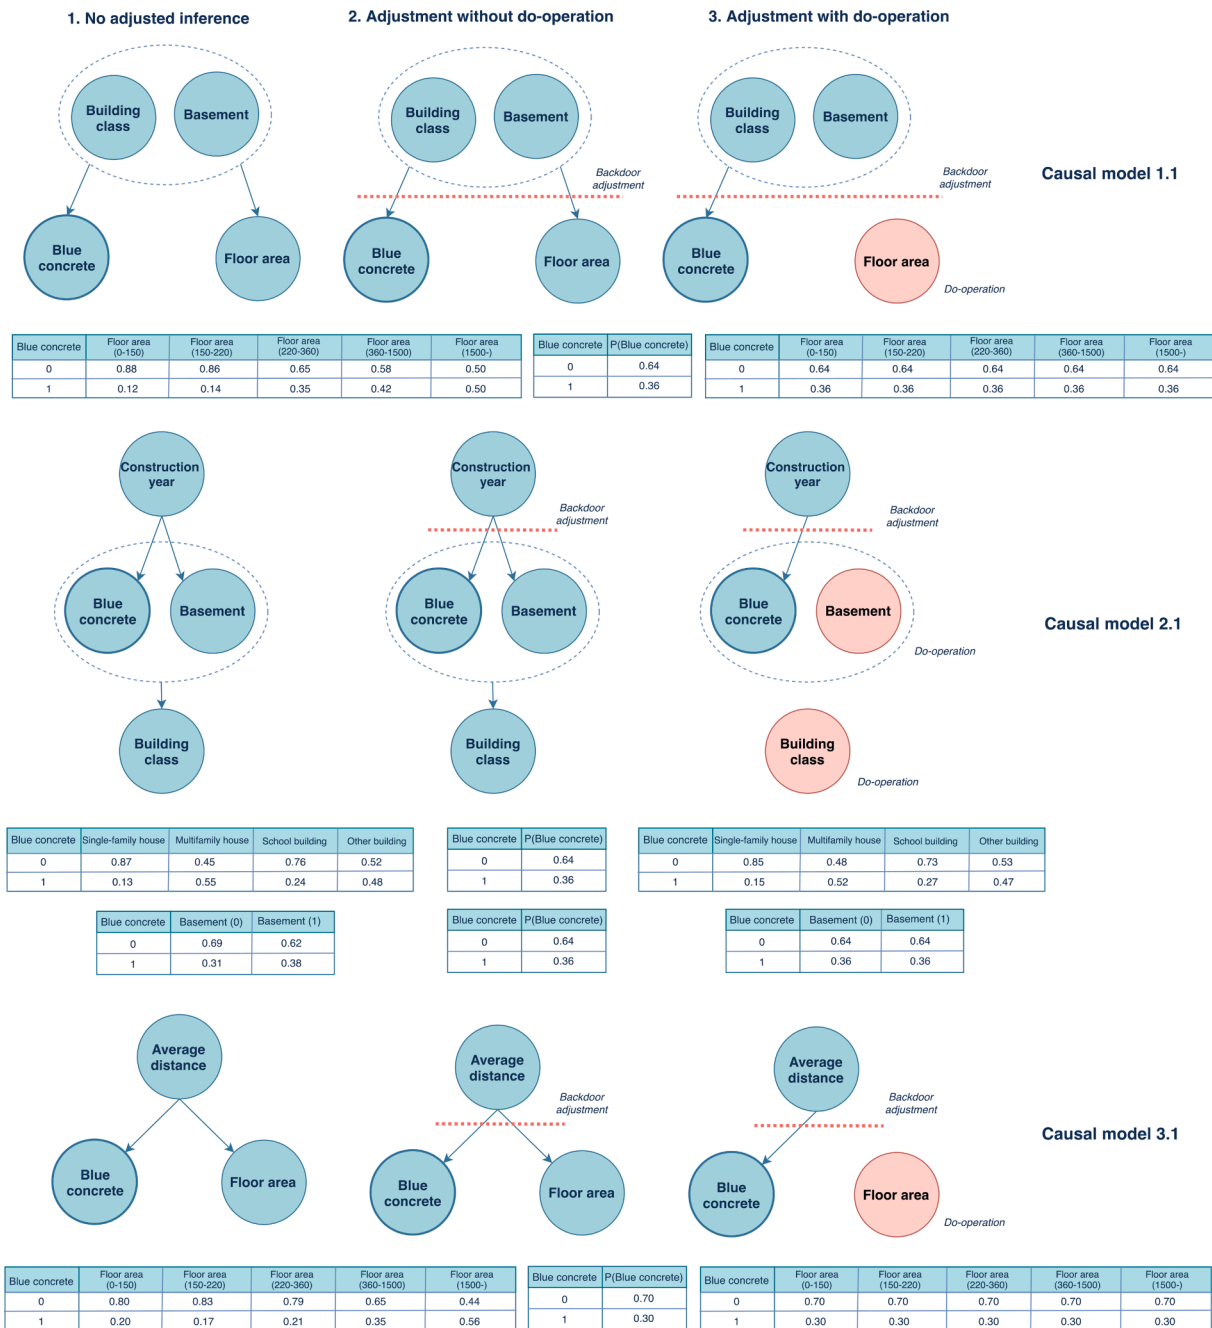 1. No adjusted inference
2. Adjustment without do-operation
3. Adjustment with do-operation
Building
class
Basement
Blue
concrete
Floor area
Building
class
Basement
Backdoor
adjustment
Blue
concrete
Floor area
Building
class
Basement
Backdoor
adjustment
Blue
concrete
Floor area
Do-operation
Causal model 1.1
Blue concrete Floor area (0-150) Floor area (150-220) Floor area (220-360) Floor area (360-1500) Floor area (1500-)
0 0.88 0.86 0.65 0.58 0.50
1 0.12 0.14 0.35 0.42 0.50
Blue concrete P(Blue concrete)
0 0.64
1 0.36
Blue concrete Floor area (0-150) Floor area (150-220) Floor area (220-360) Floor area (360-1500) Floor area (1500-)
0 0.64 0.64 0.64 0.64 0.64
1 0.36 0.36 0.36 0.36 0.36
Construction
year
Blue
concrete
Basement
Building
class
Construction
year
Backdoor
adjustment
Blue
concrete
Basement
Building
class
Construction
year
Backdoor
adjustment
Blue
concrete
Basement
Do-operation
Building
class
Do-operation
Causal model 2.1
Blue concrete Single-family house Multifamily house School building Other building
0 0.87 0.45 0.76 0.52
1 0.13 0.55 0.24 0.48
Blue concrete P(Blue concrete)
0 0.64
1 0.36
Blue concrete Single-family house Multifamily house School building Other building
0 0.85 0.48 0.73 0.53
1 0.15 0.52 0.27 0.47
Blue concrete Basement (0) Basement (1)
0 0.69 0.62
1 0.31 0.38
Blue concrete P(Blue concrete)
0 0.64
1 0.36
Blue concrete Basement (0) Basement (1)
0 0.64 0.64
1 0.36 0.36
Average
distance
Blue
concrete
Floor area
Average
distance
Backdoor
adjustment
Blue
concrete
Floor area
Average
distance
Backdoor
adjustment
Blue
concrete
Floor area
Do-operation
Causal model 3.1
Blue concrete Floor area (0-150) Floor area (150-220) Floor area (220-360) Floor area (360-1500) Floor area (1500-)
0 0.80 0.83 0.79 0.65 0.44
1 0.20 0.17 0.21 0.35 0.56
Blue concrete P(Blue concrete)
0 0.70
1 0.30
Blue concrete Floor area (0-150) Floor area (150-220) Floor area (220-360) Floor area (360-1500) Floor area (1500-)
0 0.70 0.70 0.70 0.70 0.70
1 0.30 0.30 0.30 0.30 0.30